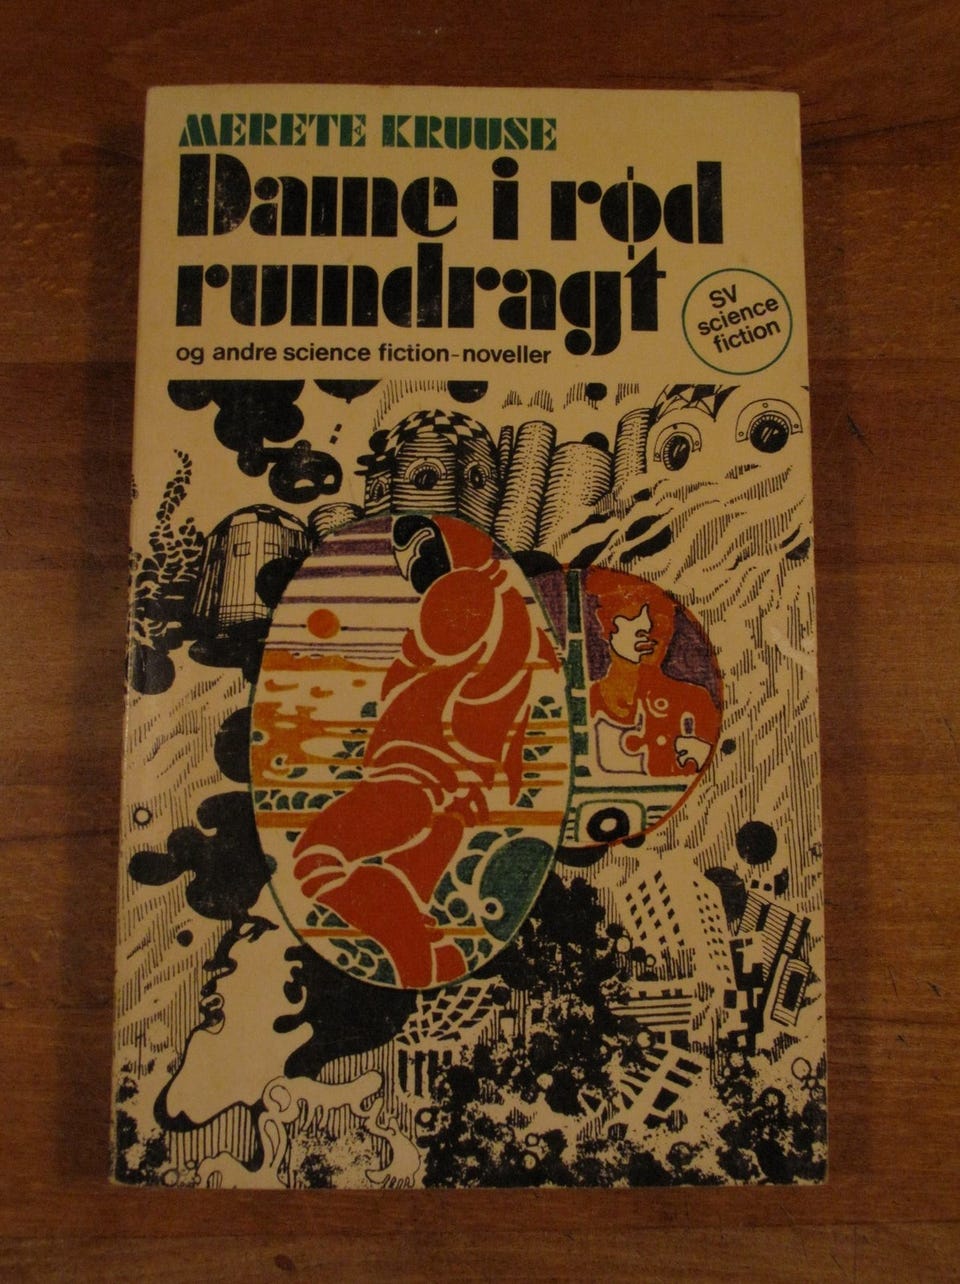 MERETE KRUUSE
Dame i rød
rumdragt
og andre science fiction-noveller
SV
science
fiction